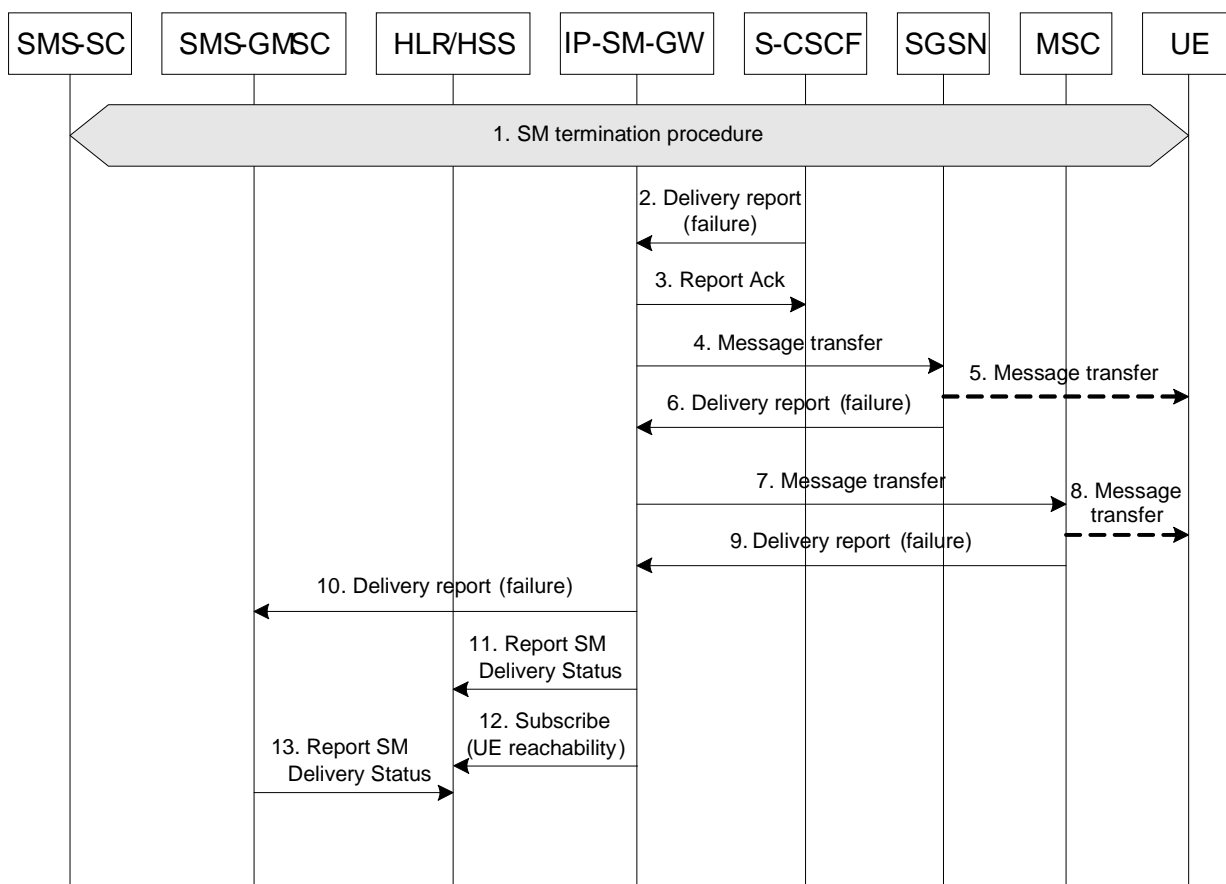 SMS-SC
SMS-GMSC
HLR/HSS
IP-SM-GW
S-CSCF
SGSN
MSC
UE
1. SM termination procedure
2. Delivery report
(failure)
3. Report Ack
4. Message transfer
5. Message transfer
6. Delivery report (failure)
7. Message transfer
8. Message
transfer
9. Delivery report (failure)
10. Delivery report (failure)
11. Report SM
Delivery Status
12. Subscribe
(UE reachability)
13. Report SM
Delivery Status